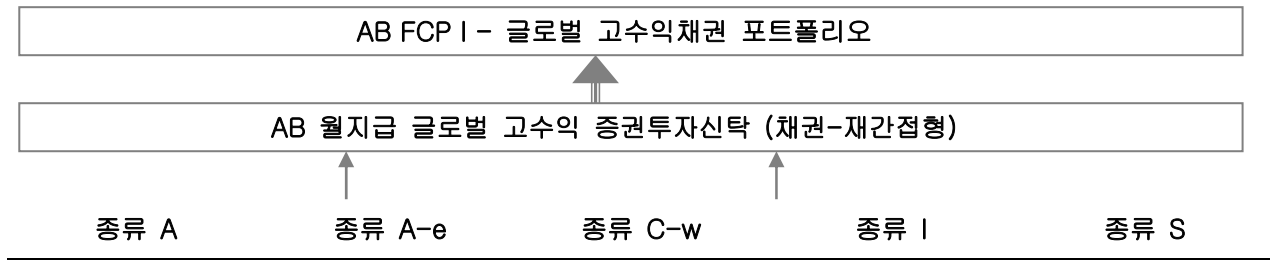 AB FCP I - 글로벌 고수익채권 포트폴리오
AB 월지급 글로벌 고수익 증권투자신탁 (채권-재간접형)
종류 A 종류 A-e 종류 C-w 종류 I 종류 S